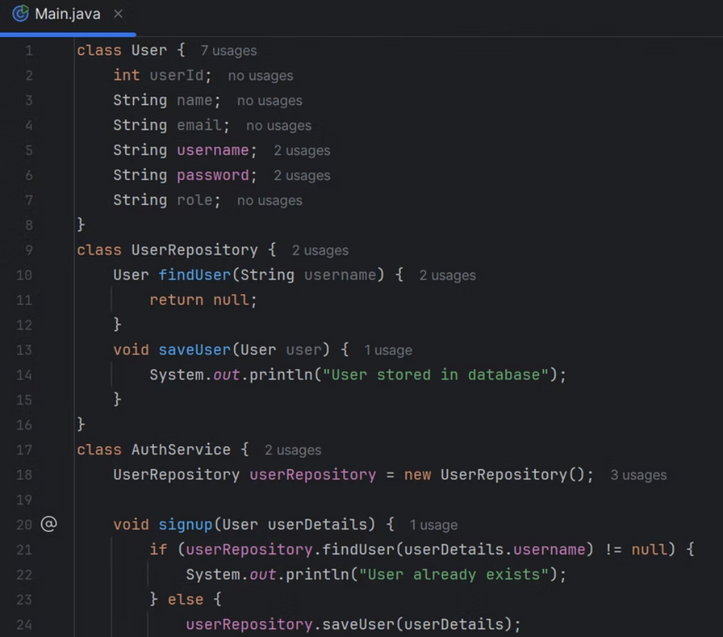 Main.java ×
1 class User { 7 usages
2 int userId; no usages
3 String name; no usages
4 String email; no usages
5 String username; 2 usages
6 String password; 2 usages
7 String role; no usages
8 }
9 class UserRepository { 2 usages
10 User findUser(String username) { 2 usages
11 return null;
12 }
13 void saveUser(User user) { 1 usage
14 System.out.println("User stored in database");
15 }
16 }
17 class AuthService { 2 usages
18 UserRepository userRepository = new UserRepository(); 3 usages
19
20 @ void signup(User userDetails) { 1 usage
21 if (userRepository.findUser(userDetails.username) != null) {
22 System.out.println("User already exists");
23 } else {
24 userRepository.saveUser(userDetails);